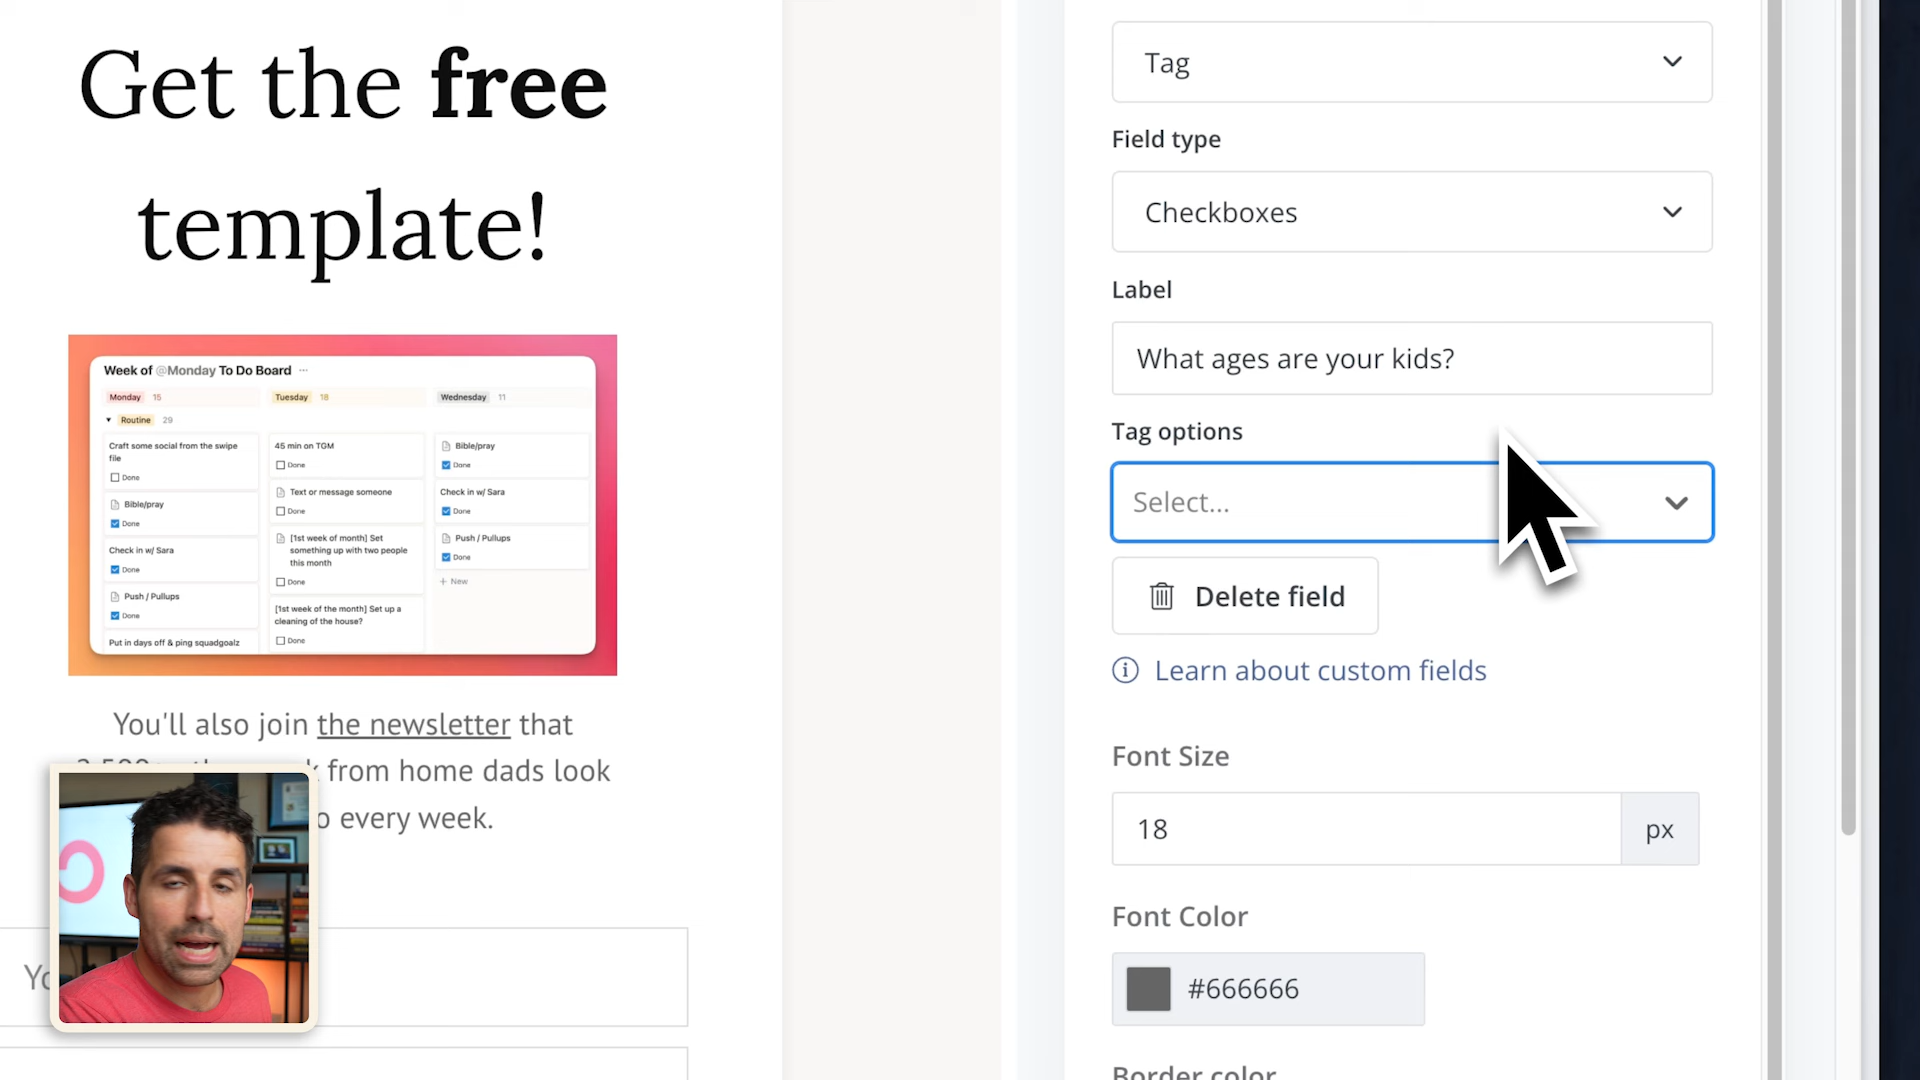 Get the free
template!
Week of @Monday To Do Board ...
Monday 15
Tuesday 18
Wednesday 11
Routine 29
Craft some social from the swipe
file
Done
Bible/pray
Done
Check in w/ Sara
Done
Push / Pullups
Done
Put in days off & ping squadgoalz
45 min on TGM
Done
Text or message someone
Done
[1st week of month] Set
something up with two people
this month
Done
[1st week of the month] Set up a
cleaning of the house?
Done
Bible/pray
Done
Check in w/ Sara
Done
Push / Pullups
Done
+ New
You'll also join the newsletter that
from home dads look
every week.
Tag
Field type
Checkboxes
Label
What ages are your kids?
Tag options
Select...
Delete field
Learn about custom fields
Font Size
18 px
Font Color
#666666
Border color